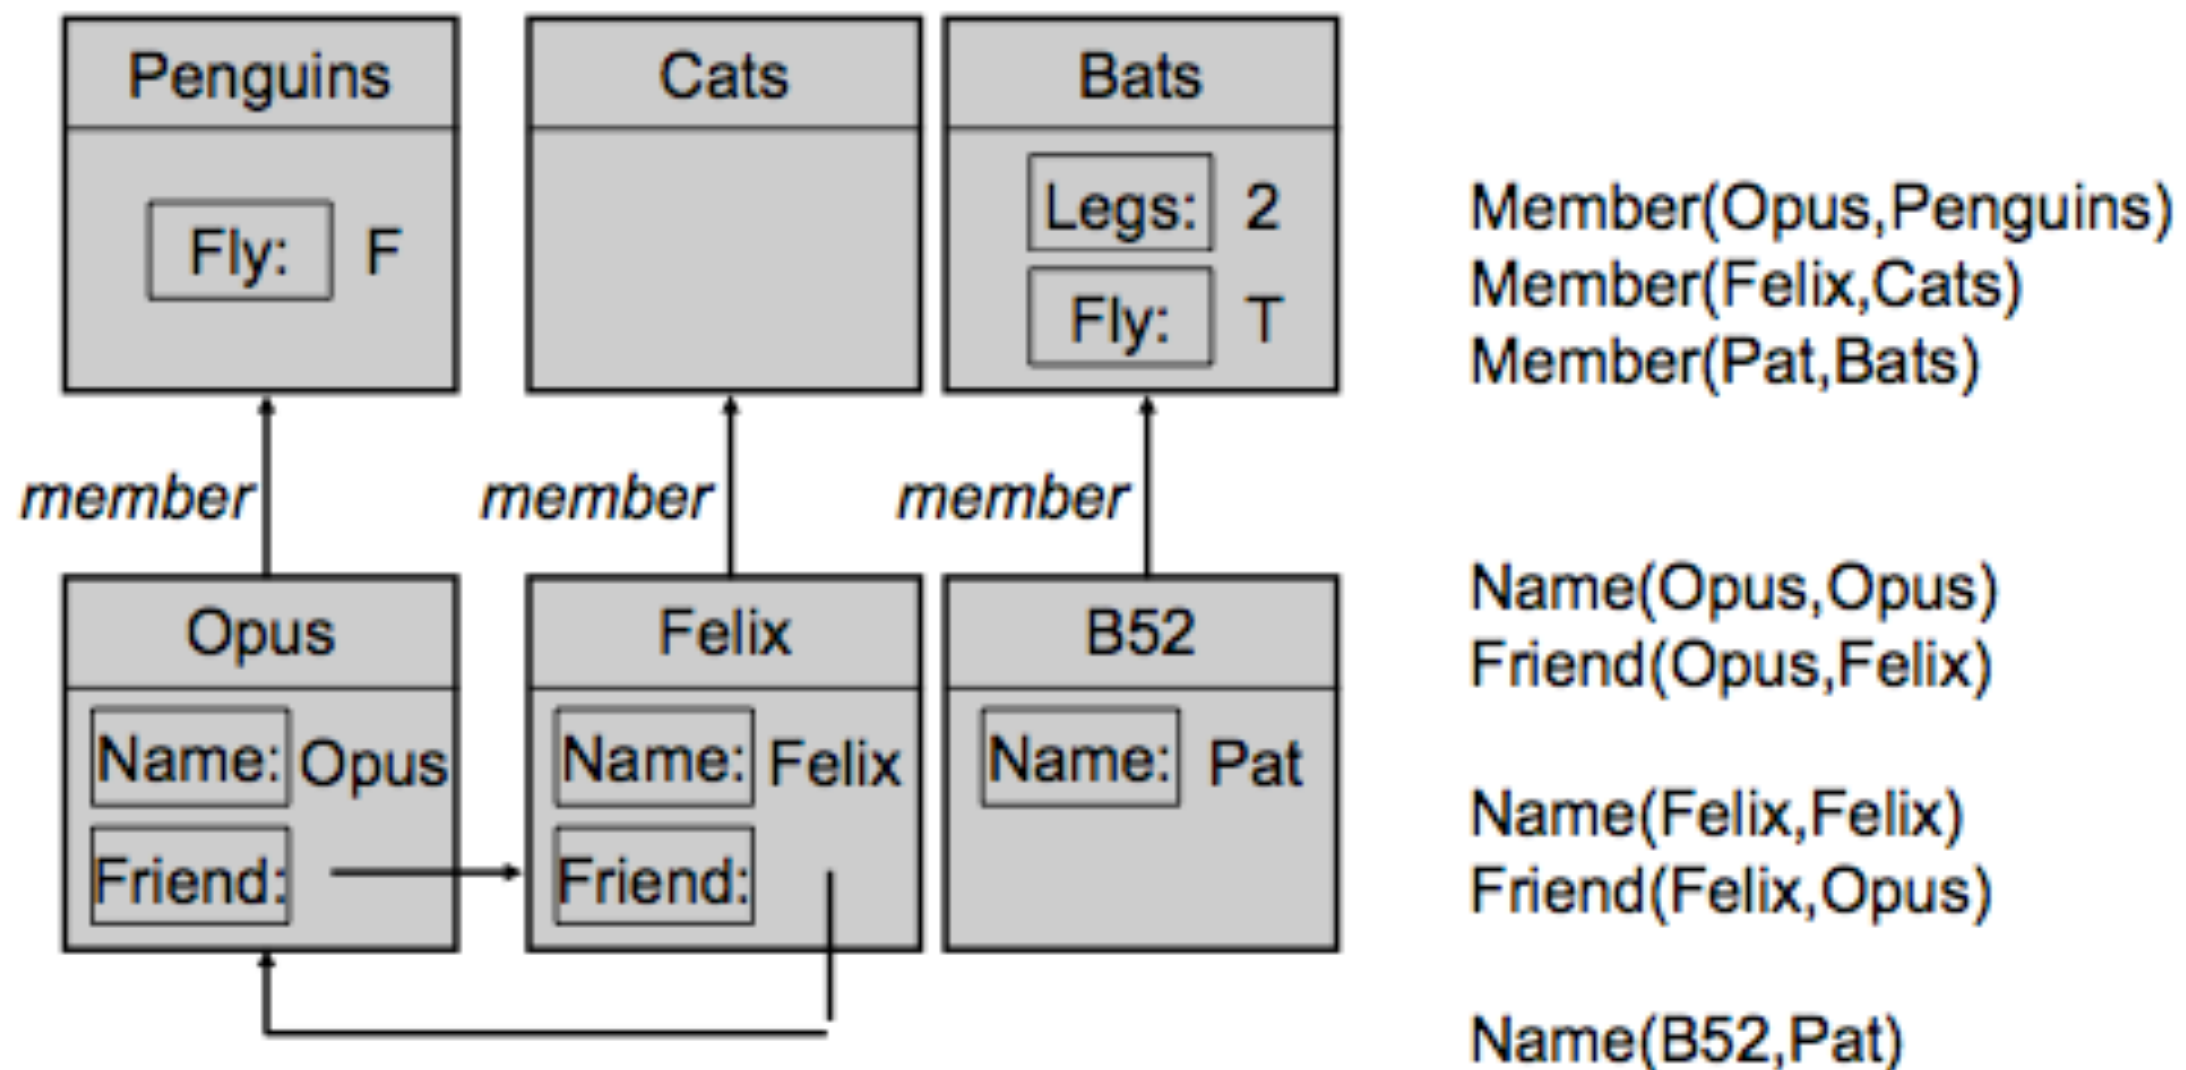 Penguins
Fly: F
Cats
Bats
Legs: 2
Fly: T
member
member
member
Opus
Name: Opus
Friend:
Felix
Name: Felix
Friend:
B52
Name: Pat
Member(Opus,Penguins)
Member(Felix,Cats)
Member(Pat,Bats)
Name(Opus,Opus)
Friend(Opus,Felix)
Name(Felix,Felix)
Friend(Felix,Opus)
Name(B52,Pat)